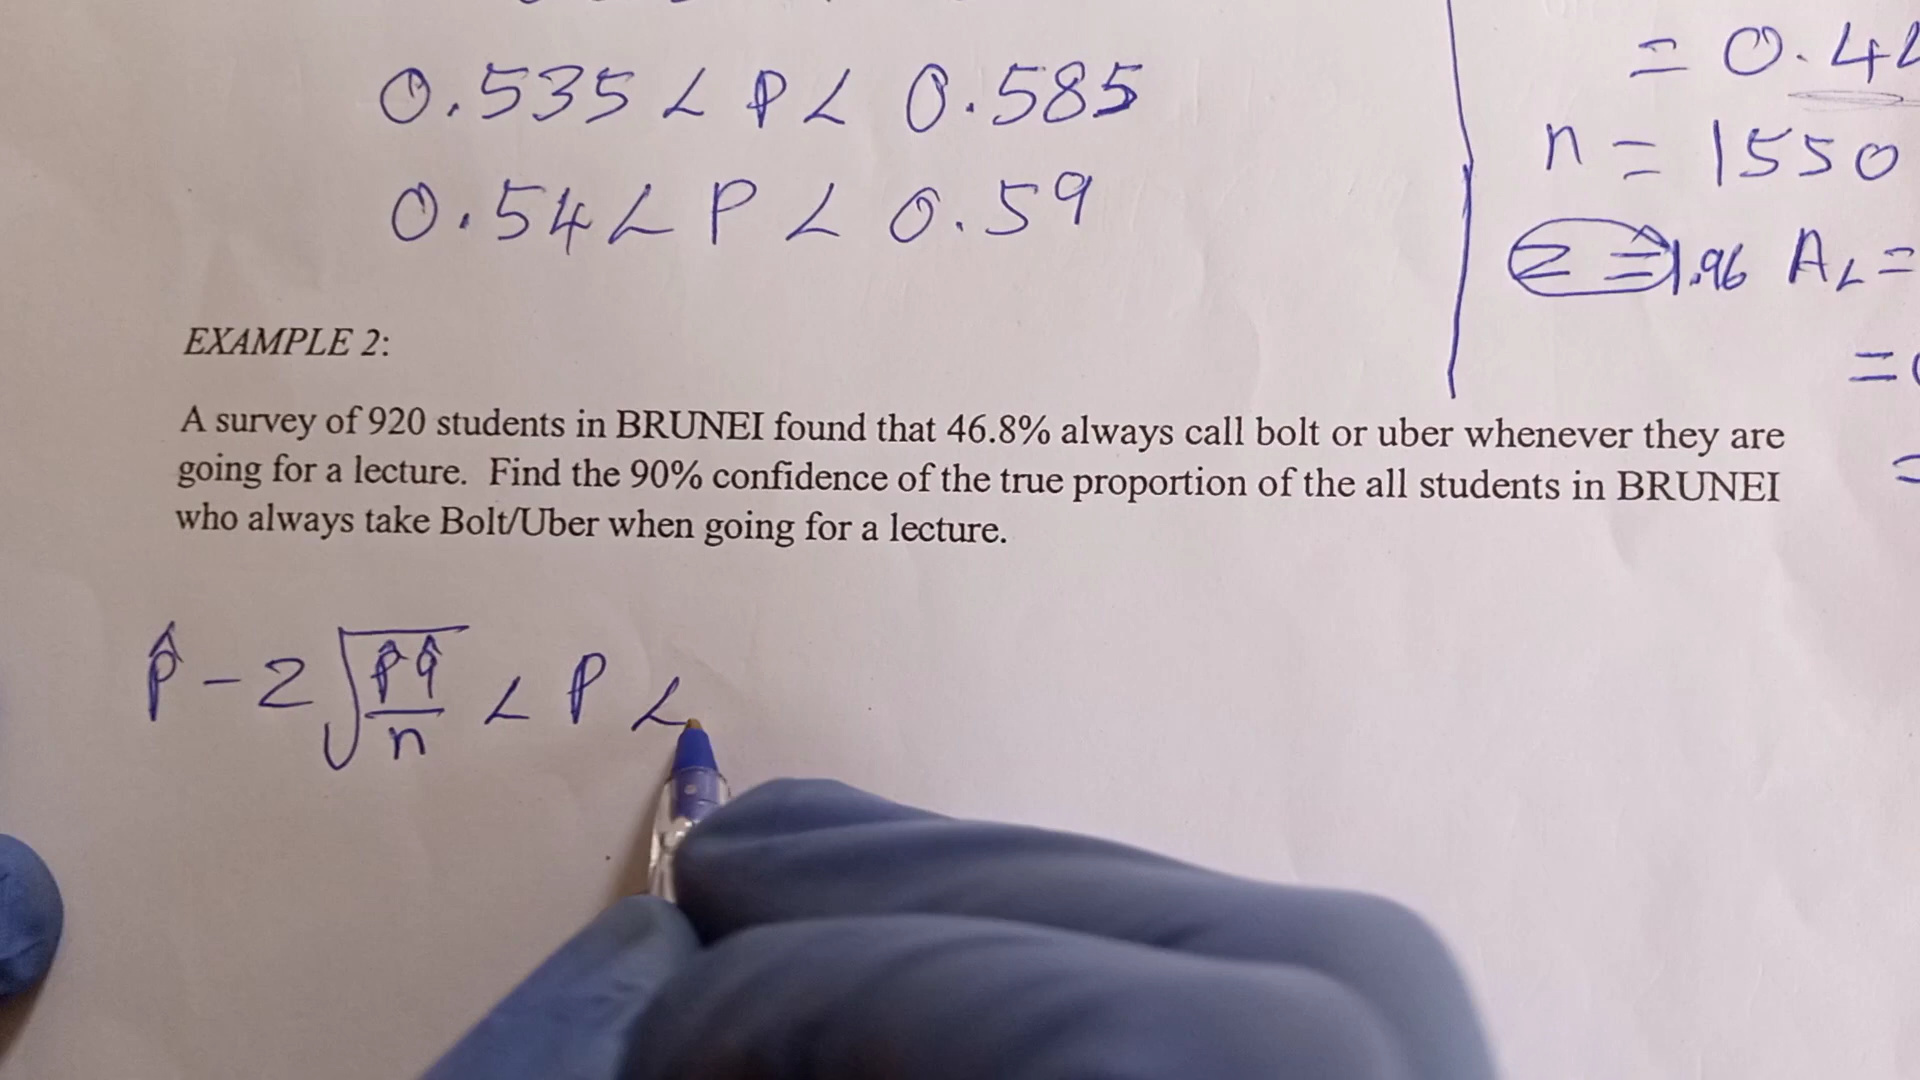 0.535 < P < 0.585
0.54 < P < 0.59
= 0.44
n = 1550
Z = 1.96 AL =
=
=
EXAMPLE 2:
A survey of 920 students in BRUNEI found that 46.8% always call bolt or uber whenever they are
going for a lecture. Find the 90% confidence of the true proportion of the all students in BRUNEI
who always take Bolt/Uber when going for a lecture.
p̂ - Z √(p̂q̂/n) < P <